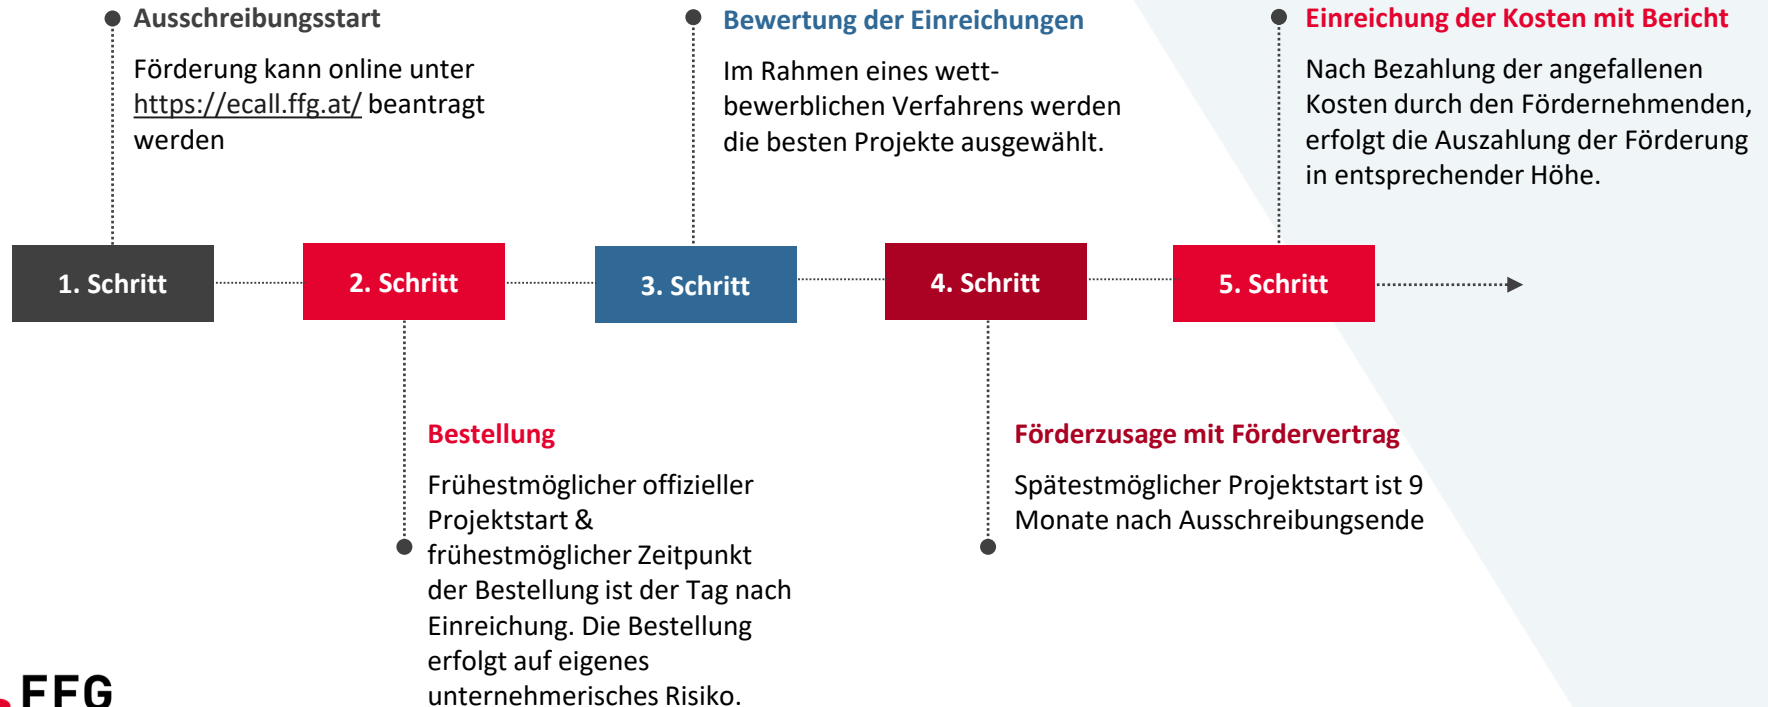 Ausschreibungsstart
Förderung kann online unter
https://ecall.ffg.at/ beantragt
werden
Bewertung der Einreichungen
Im Rahmen eines wett-
bewerblichen Verfahrens werden
die besten Projekte ausgewählt.
Einreichung der Kosten mit Bericht
Nach Bezahlung der angefallenen
Kosten durch den Fördernehmenden,
erfolgt die Auszahlung der Förderung
in entsprechender Höhe.
1. Schritt
2. Schritt
3. Schritt
4. Schritt
5. Schritt
Bestellung
Frühestmöglicher offizieller
Projektstart &
frühestmöglicher Zeitpunkt
der Bestellung ist der Tag nach
Einreichung. Die Bestellung
erfolgt auf eigenes
unternehmerisches Risiko.
Förderzusage mit Fördervertrag
Spätestmöglicher Projektstart ist 9
Monate nach Ausschreibungsende
FFG